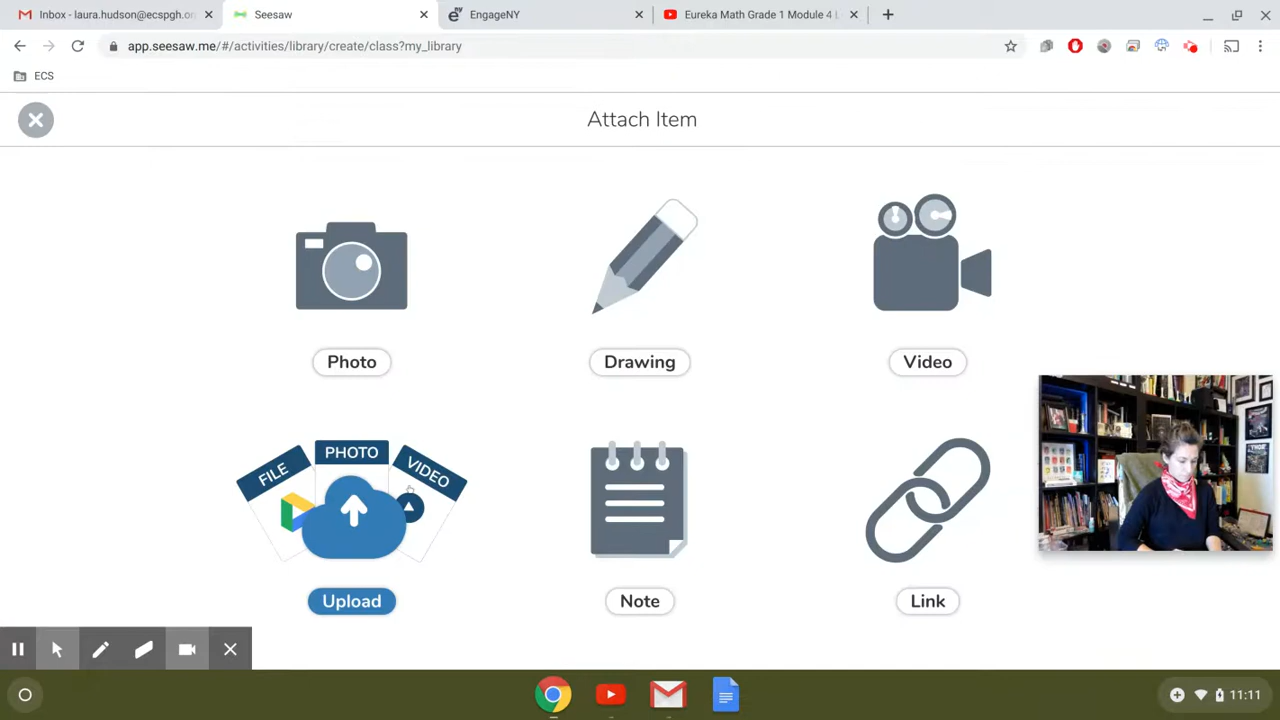 Inbox - laura.hudson@ecspgh.or
Seesaw
EngageNY
Eureka Math Grade 1 Module 4 L
app.seesaw.me/#/activities/library/create/class?my_library
ECS
Attach Item
Photo
Drawing
Video
FILE
PHOTO
VIDEO
Upload
Note
Link
11:11